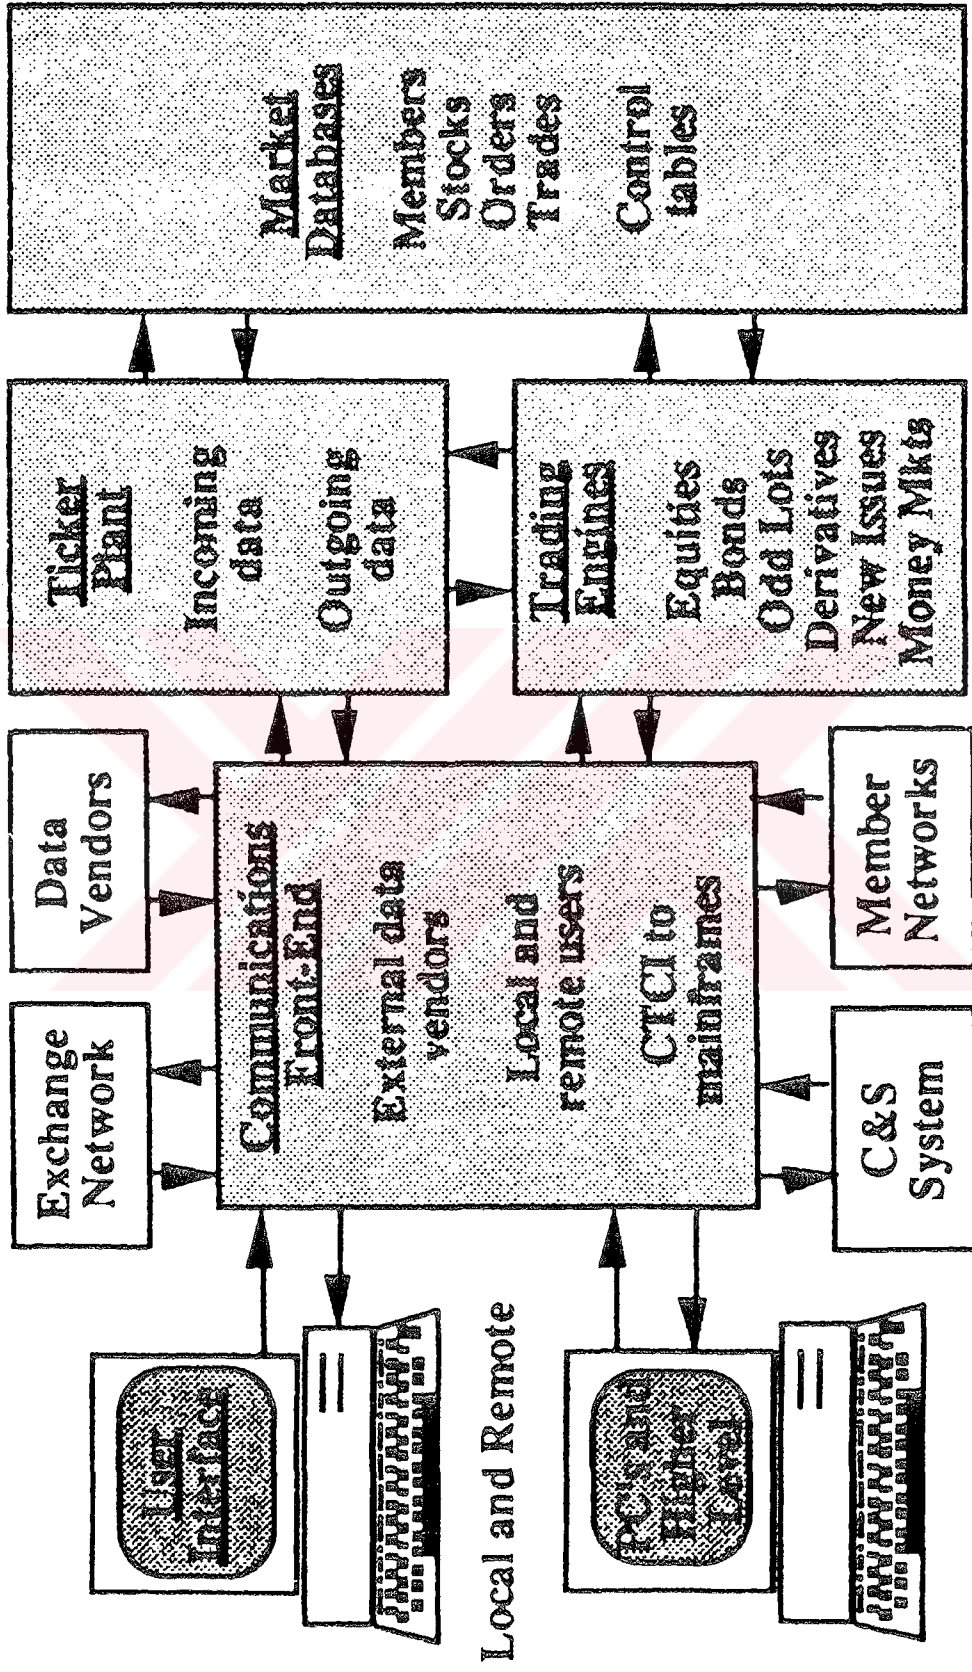 User
Interface
Local and Remote
PC's and
Higher
Level
Exchange
Network
Data
Vendors
Communications
Front-End
External data
vendors
Local and
remote users
CTCI to
mainframes
C&S
System
Member
Networks
Ticker
Plant
Incoming
data
Outgoing
data
Trading
Engines
Equities
Bonds
Odd Lots
Derivatives
New Issues
Money Mkts
Market
Databases
Members
Stocks
Orders
Trades
Control
tables